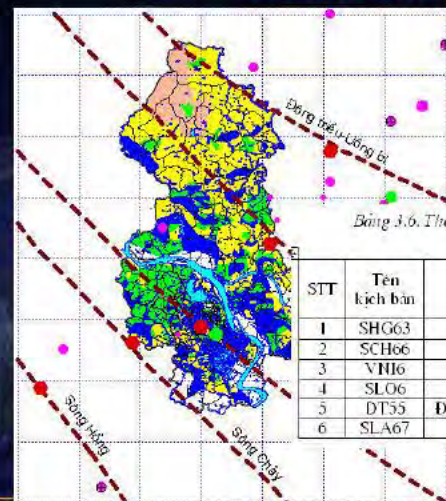 Đông triều-Uông bí
Bảng 3.6. Th
STT Tên kịch bản
1 SHG63
2 SCH66
3 VNI6
4 SLO6
5 DT55 Đ
6 SLA67
Sông Hồng
Sông Chảy